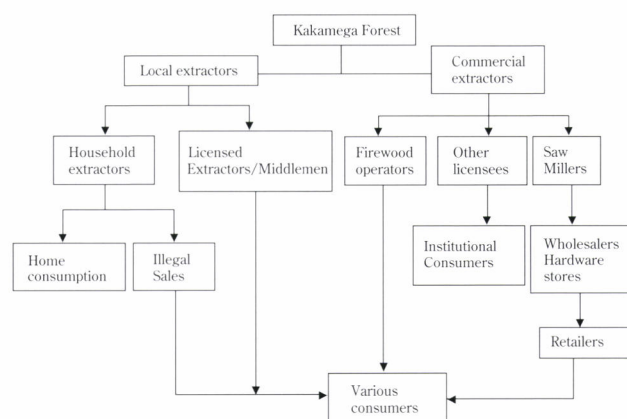 Kakamega Forest
Local extractors
Commercial
extractors
Household
extractors
Licensed
Extractors/Middlemen
Firewood
operators
Other
licensees
Saw
Millers
Home
consumption
Illegal
Sales
Institutional
Consumers
Wholesalers
Hardware
stores
Retailers
Various
consumers